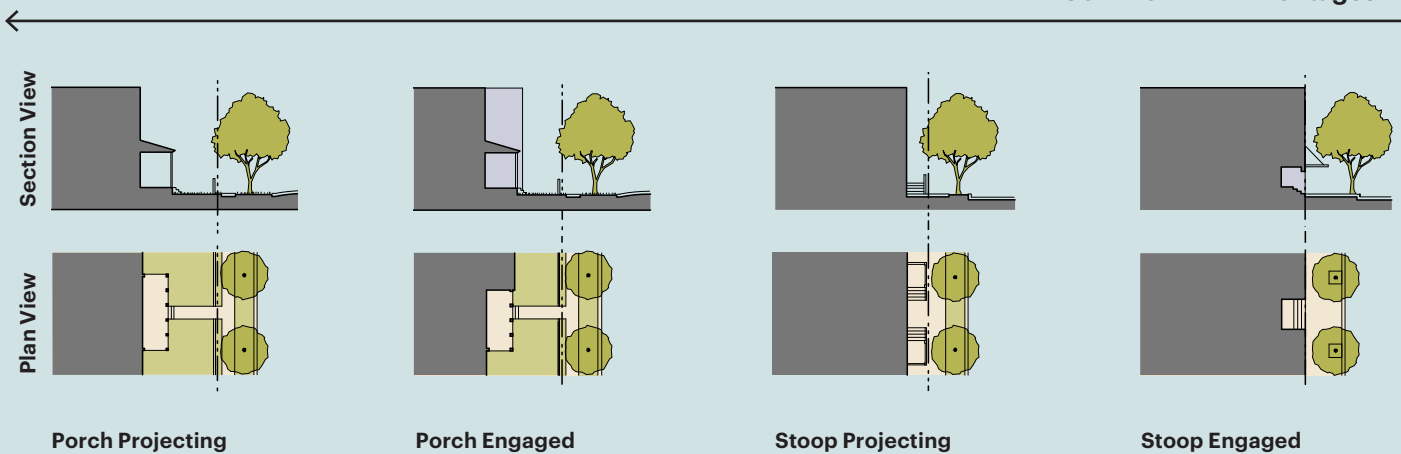 Section View
Plan View
Porch Projecting
Porch Engaged
Stoop Projecting
Stoop Engaged